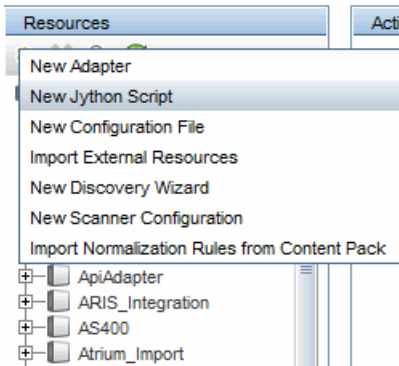 Resources
Acti
New Adapter
New Jython Script
New Configuration File
Import External Resources
New Discovery Wizard
New Scanner Configuration
Import Normalization Rules from Content Pack
ApiAdapter
ARIS_Integration
AS400
Atrium_Import